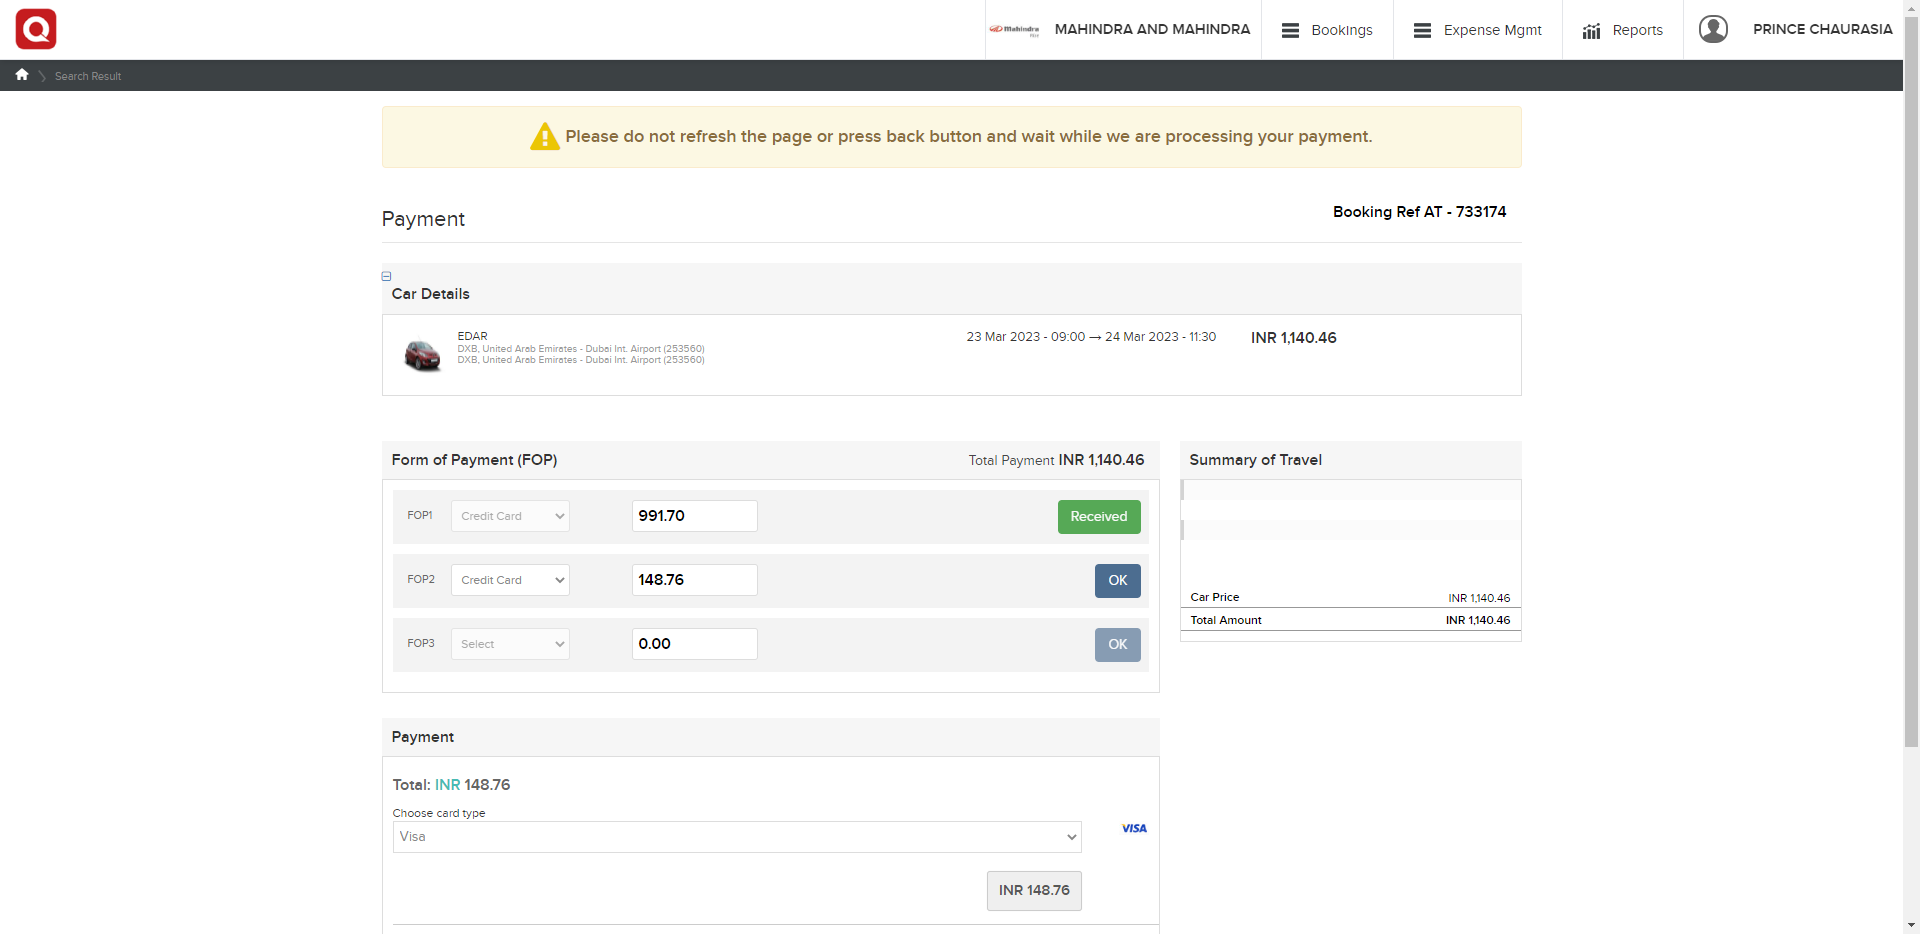 Q
Mahindra
MAHINDRA AND MAHINDRA
Bookings
Expense Mgmt
Reports
PRINCE CHAURASIA
Search Result
Please do not refresh the page or press back button and wait while we are processing your payment.
Payment
Booking Ref AT - 733174
Car Details
EDAR
DXB, United Arab Emirates - Dubai Int. Airport (253560)
DXB, United Arab Emirates - Dubai Int. Airport (253560)
23 Mar 2023 - 09:00 → 24 Mar 2023 - 11:30
INR 1,140.46
Form of Payment (FOP)
Total Payment INR 1,140.46
FOP1
Credit Card
991.70
Received
FOP2
Credit Card
148.76
OK
FOP3
Select
0.00
OK
Summary of Travel
Car Price
INR 1,140.46
Total Amount
INR 1,140.46
Payment
Total: INR 148.76
Choose card type
Visa
VISA
INR 148.76